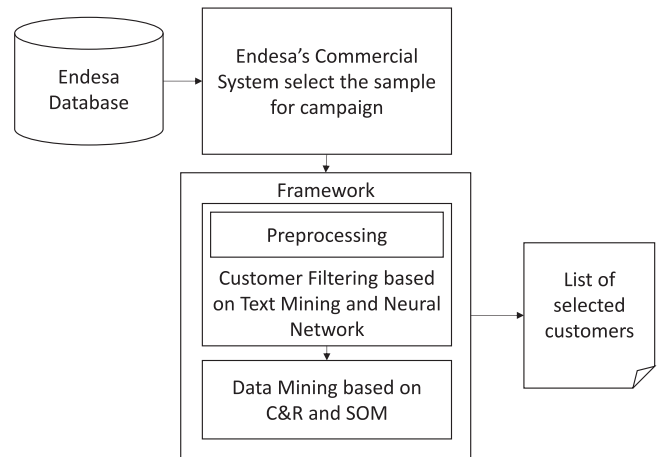 Endesa
Database
Endesa's Commercial
System select the sample
for campaign
Framework
Preprocessing
Customer Filtering based
on Text Mining and Neural
Network
Data Mining based on
C&R and SOM
List of
selected
customers